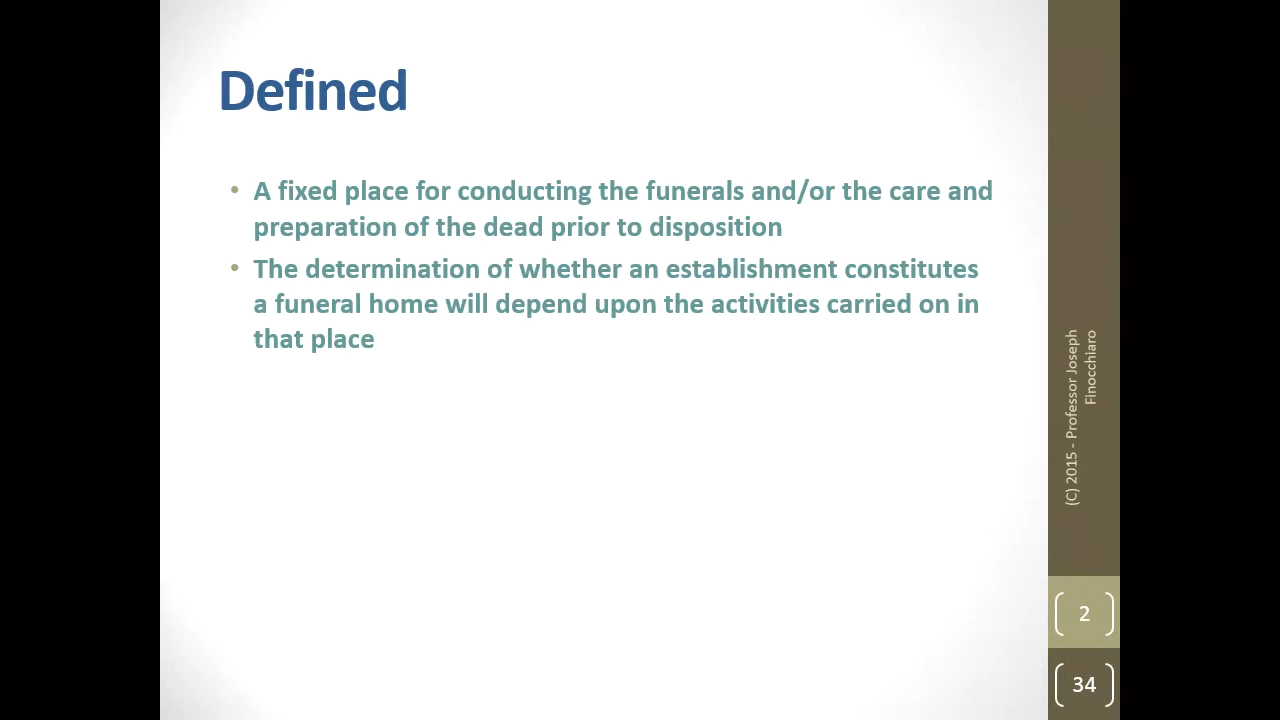 Defined
• A fixed place for conducting the funerals and/or the care and
preparation of the dead prior to disposition
• The determination of whether an establishment constitutes
a funeral home will depend upon the activities carried on in
that place
(C) 2015 - Professor Joseph
Finocchiaro
2
34